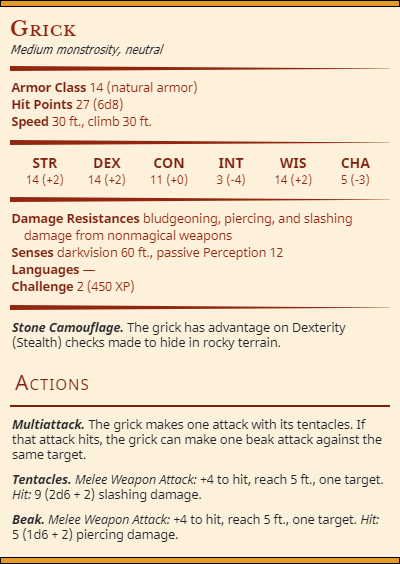 Grick
Medium monstrosity, neutral
Armor Class 14 (natural armor)
Hit Points 27 (6d8)
Speed 30 ft., climb 30 ft.
STR DEX CON INT WIS CHA
14 (+2) 14 (+2) 11 (+0) 3 (-4) 14 (+2) 5 (-3)
Damage Resistances bludgeoning, piercing, and slashing
damage from nonmagical weapons
Senses darkvision 60 ft., passive Perception 12
Languages —
Challenge 2 (450 XP)
Stone Camouflage. The grick has advantage on Dexterity
(Stealth) checks made to hide in rocky terrain.
Actions
Multiattack. The grick makes one attack with its tentacles. If
that attack hits, the grick can make one beak attack against the
same target.
Tentacles. Melee Weapon Attack: +4 to hit, reach 5 ft., one target.
Hit: 9 (2d6 + 2) slashing damage.
Beak. Melee Weapon Attack: +4 to hit, reach 5 ft., one target. Hit:
5 (1d6 + 2) piercing damage.